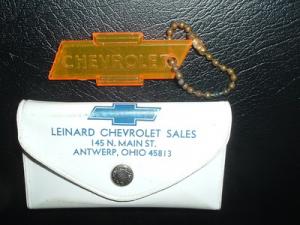 CHEVROLET
LEINARD CHEVROLET SALES
145 N. MAIN ST.
ANTWERP, OHIO 45813